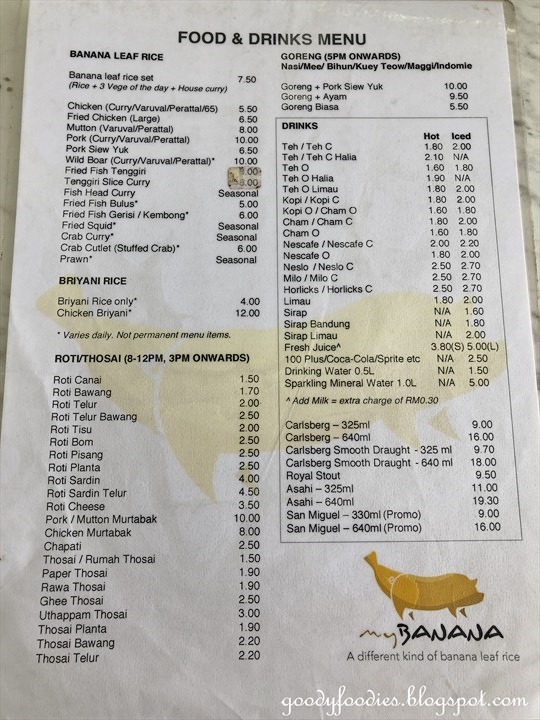 FOOD & DRINKS MENU
BANANA LEAF RICE
Banana leaf rice set 7.50
(Rice + 3 Vege of the day + House curry)
Chicken (Curry/Varuval/Perattal/65) 5.50
Fried Chicken (Large) 6.50
Mutton (Varuval/Perattal) 8.00
Pork (Curry/Varuval/Perattal) 10.00
Pork Siew Yuk 6.50
Wild Boar (Curry/Varuval/Perattal)* 10.00
Fried Fish Tenggiri
Tenggiri Slice Curry
Fish Head Curry Seasonal
Fried Fish Bulus* 5.00
Fried Fish Gerisi / Kembong* 6.00
Fried Squid* Seasonal
Crab Curry* Seasonal
Crab Cutlet (Stuffed Crab)* 6.00
Prawn* Seasonal
BRIYANI RICE
Briyani Rice only* 4.00
Chicken Briyani* 12.00
* Varies daily. Not permanent menu items.
ROTI/THOSAI (8-12PM, 3PM ONWARDS)
Roti Canai 1.50
Roti Bawang 1.70
Roti Telur 2.00
Roti Telur Bawang 2.50
Roti Tisu 2.00
Roti Bom 2.50
Roti Pisang 2.50
Roti Planta 2.50
Roti Sardin 4.00
Roti Sardin Telur 4.50
Roti Cheese 3.50
Pork / Mutton Murtabak 10.00
Chicken Murtabak 8.00
Chapati 2.50
Thosai / Rumah Thosai 1.50
Paper Thosai 1.90
Rawa Thosai 1.90
Ghee Thosai 2.50
Uthappam Thosai 3.00
Thosai Planta 1.90
Thosai Bawang 2.20
Thosai Telur 2.20
GORENG (5PM ONWARDS)
Nasi/Mee/ Bihun/Kuey Teow/Maggi/Indomie
Goreng + Pork Siew Yuk 10.00
Goreng + Ayam 9.50
Goreng Biasa 5.50
DRINKS
Hot Iced
Teh / Teh C 1.80 2.00
Teh / Teh C Halia 2.10 N/A
Teh O 1.60 1.80
Teh O Halia 1.90 N/A
Teh O Limau 1.80 2.00
Kopi / Kopi C 1.80 2.00
Kopi O / Cham O 1.60 1.80
Cham / Cham C 1.80 2.00
Cham O 1.60 1.80
Nescafe / Nescafe C 2.00 2.20
Nescafe O 1.80 2.00
Neslo / Neslo C 2.50 2.70
Milo / Milo C 2.50 2.70
Horlicks / Horlicks C 2.50 2.70
Limau 1.80 2.00
Sirap N/A 1.60
Sirap Bandung N/A 1.80
Sirap Limau N/A 2.00
Fresh Juice^ 3.80(S) 5.00(L)
100 Plus/Coca-Cola/Sprite etc N/A 2.50
Drinking Water 0.5L N/A 1.50
Sparkling Mineral Water 1.0L N/A 5.00
^ Add Milk = extra charge of RM0.30
Carlsberg – 325ml 9.00
Carlsberg – 640ml 16.00
Carlsberg Smooth Draught - 325 ml 9.70
Carlsberg Smooth Draught - 640 ml 18.00
Royal Stout 9.50
Asahi – 325ml 11.00
Asahi – 640ml 19.30
San Miguel – 330ml (Promo) 9.00
San Miguel – 640ml (Promo) 16.00
myBANANA
A different kind of banana leaf rice
goodyfoodies.blogspot.com